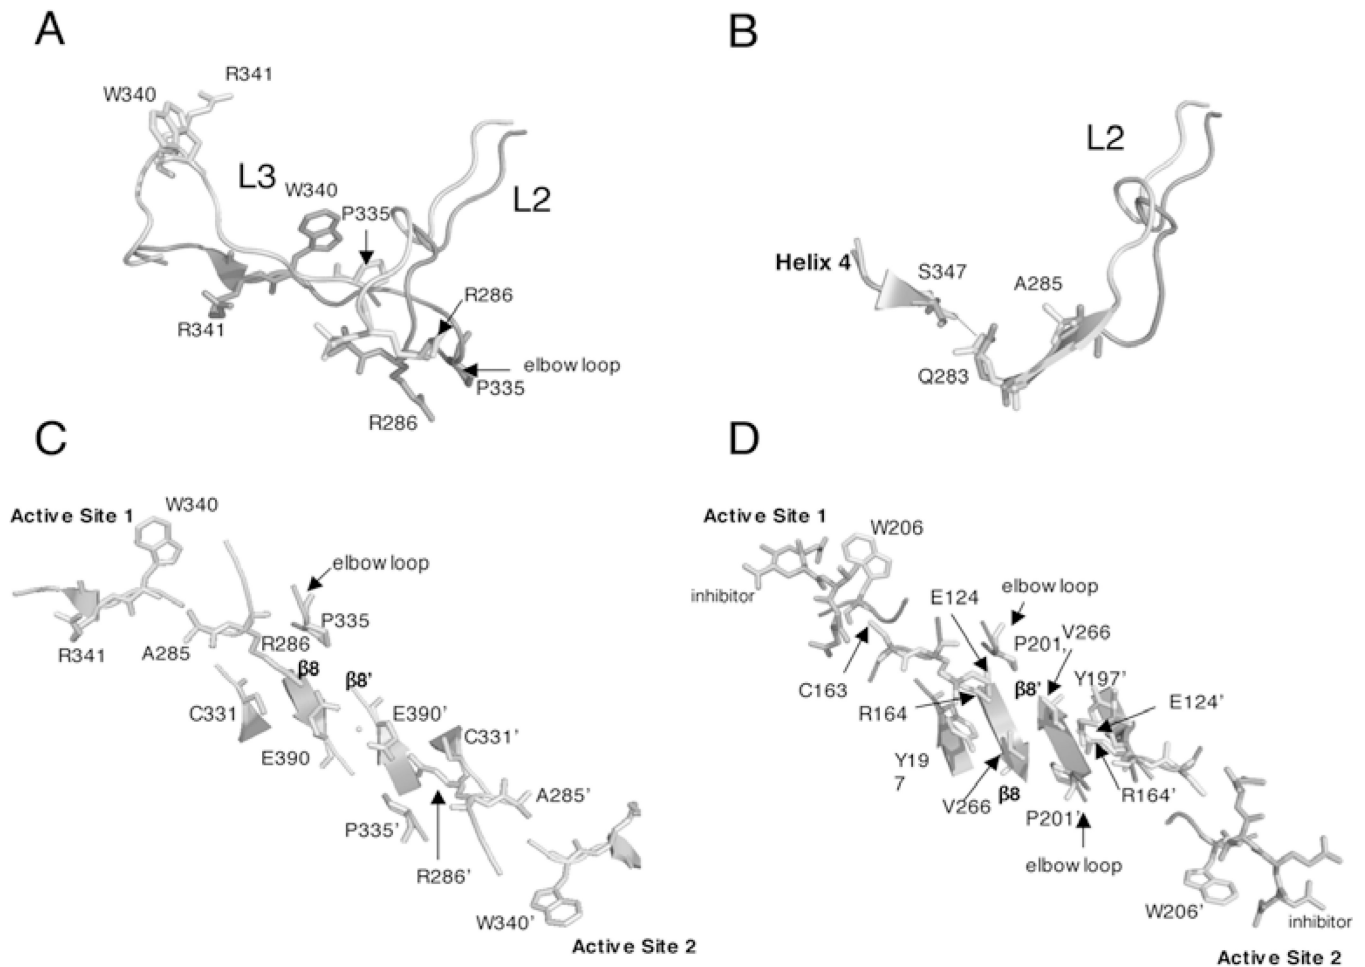 A
R341
W340
L3
W340
P335
L2
R286
R341
elbow loop
P335
R286
B
L2
Helix 4
S347
A285
Q283
C
W340
Active Site 1
elbow loop
P335
R286
R341
A285
β8
β8'
C331
E390'
C331'
E390
A285'
P335'
R286'
W340'
Active Site 2
D
Active Site 1
W206
elbow loop
inhibitor
E124
P201'
V266
Y197'
C163
β8'
E124'
R164
Y19
7
R164'
V266
β8
P201'
elbow loop
W206'
inhibitor
Active Site 2